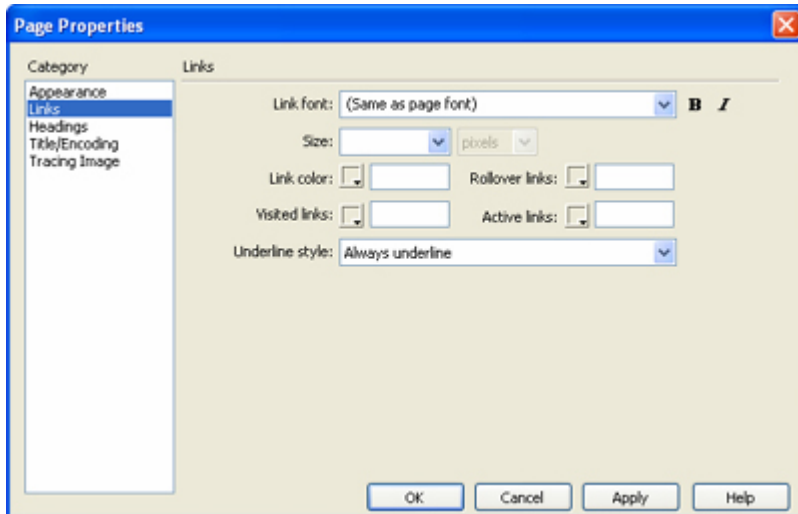 Page Properties
Category
Links
Appearance
Links
Headings
Title/Encoding
Tracing Image
Link font: (Same as page font) B I
Size: pixels
Link color: Rollover links:
Visited links: Active links:
Underline style: Always underline
OK Cancel Apply Help